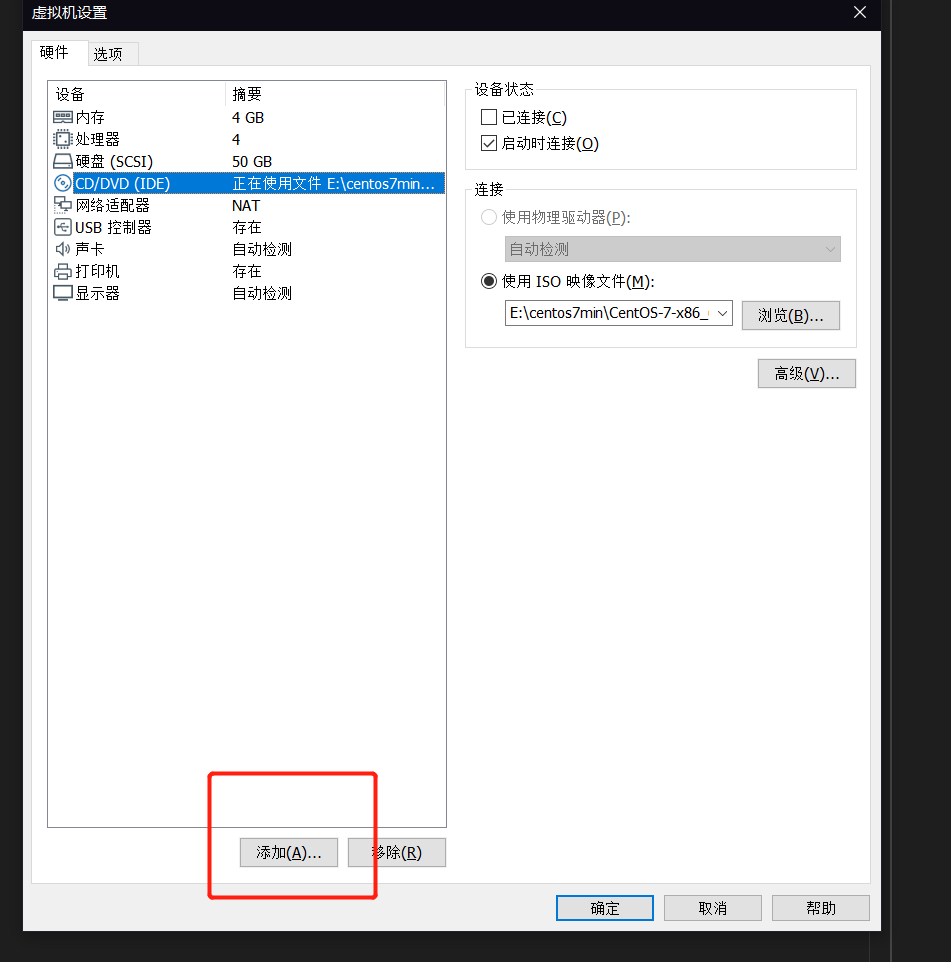 虚拟机设置
硬件 选项
设备 摘要
内存 4 GB
处理器 4
硬盘 (SCSI) 50 GB
CD/DVD (IDE) 正在使用文件 E:\centos7min...
网络适配器 NAT
USB 控制器 存在
声卡 自动检测
打印机 存在
显示器 自动检测
添加(A)... 移除(R)
设备状态
已连接(C)
启动时连接(O)
连接
使用物理驱动器(P):
自动检测
使用 ISO 映像文件(M):
E:\centos7min\CentOS-7-x86_ 浏览(B)...
高级(V)...
确定 取消 帮助